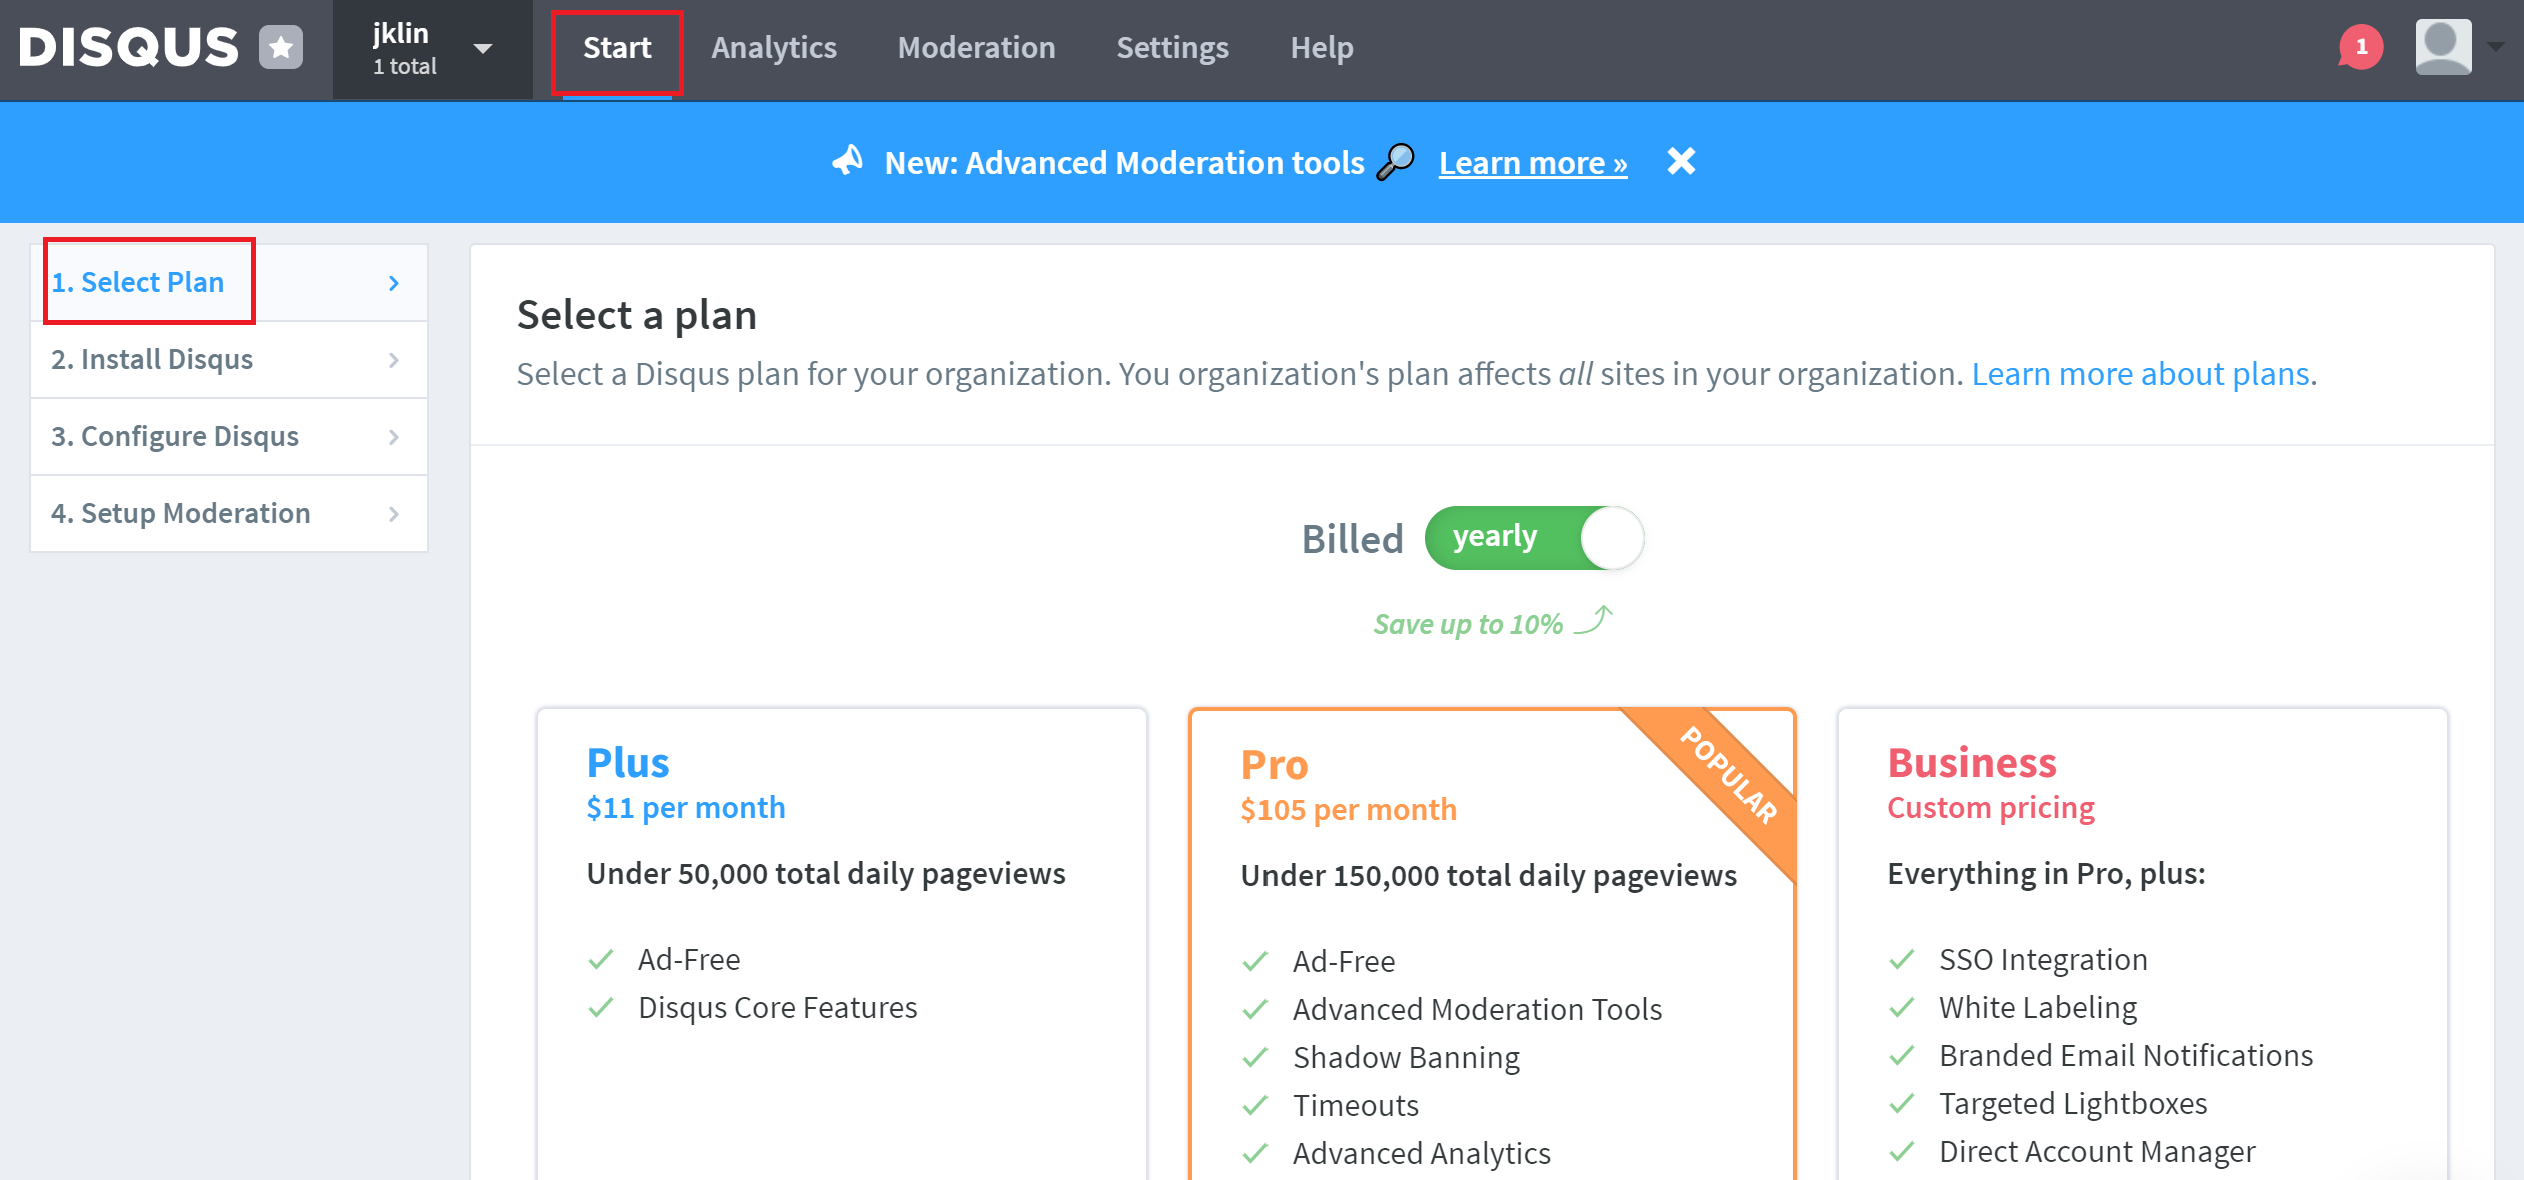 DISQUS
jklin
1 total
Start
Analytics
Moderation
Settings
Help
1
New: Advanced Moderation tools Learn more »
1. Select Plan
2. Install Disqus
3. Configure Disqus
4. Setup Moderation
Select a plan
Select a Disqus plan for your organization. You organization's plan affects all sites in your organization. Learn more about plans.
Billed yearly
Save up to 10%
Plus
$11 per month
Under 50,000 total daily pageviews
Ad-Free
Disqus Core Features
POPULAR
Pro
$105 per month
Under 150,000 total daily pageviews
Ad-Free
Advanced Moderation Tools
Shadow Banning
Timeouts
Advanced Analytics
Business
Custom pricing
Everything in Pro, plus:
SSO Integration
White Labeling
Branded Email Notifications
Targeted Lightboxes
Direct Account Manager